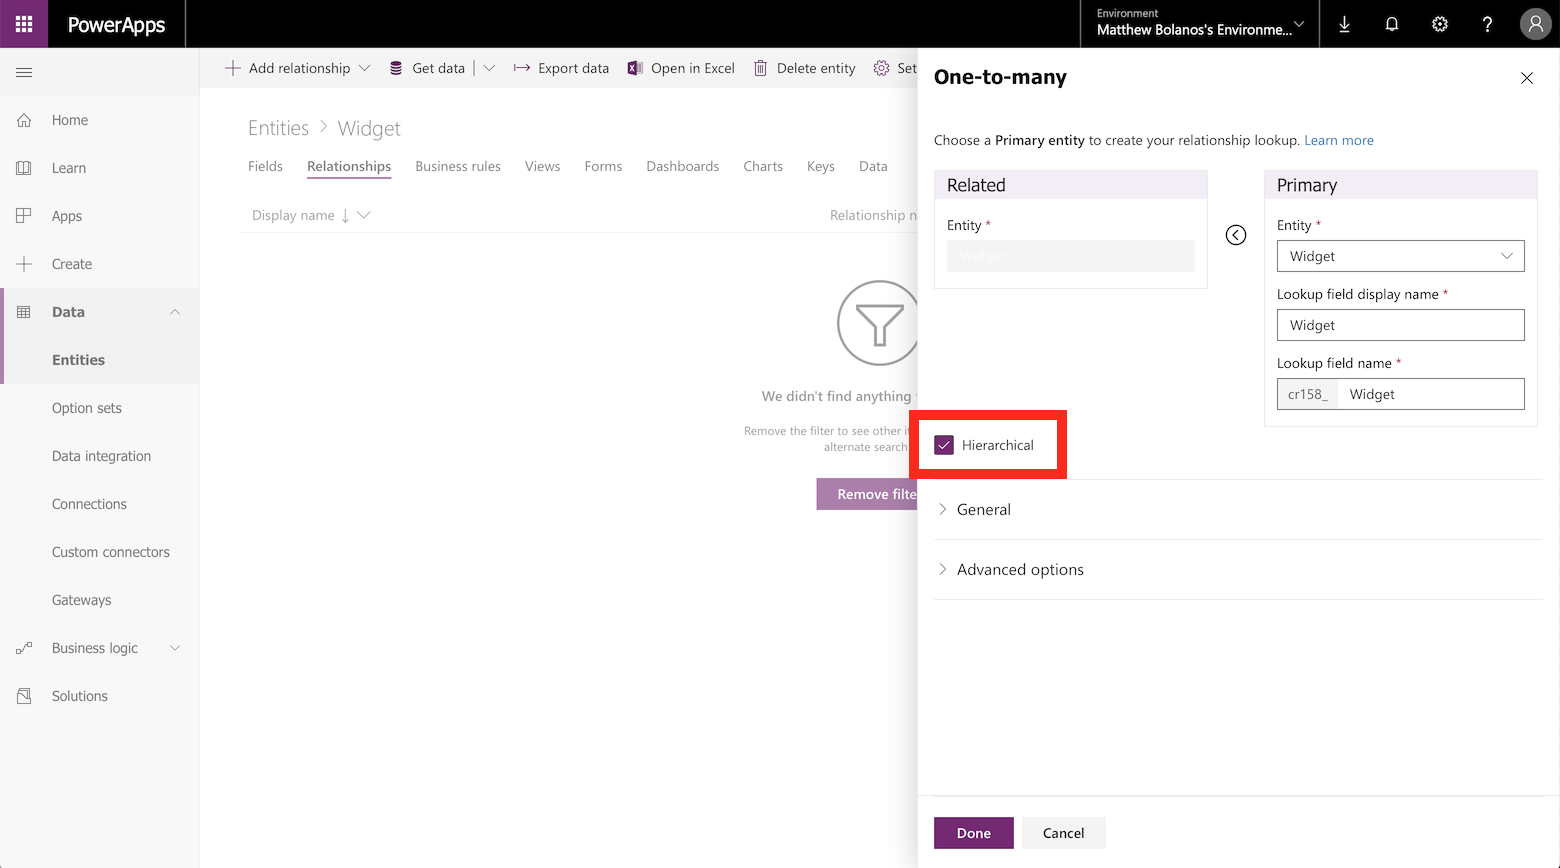 PowerApps
Environment
Matthew Bolanos's Environme...
Home
Learn
Apps
Create
Data
Entities
Option sets
Data integration
Connections
Custom connectors
Gateways
Business logic
Solutions
Add relationship
Get data
Export data
Open in Excel
Delete entity
Set
Entities > Widget
Fields Relationships Business rules Views Forms Dashboards Charts Keys Data
Display name
Relationship n
We didn't find anything
Remove the filter to see other i
alternate search
Remove filte
One-to-many
Choose a Primary entity to create your relationship lookup. Learn more
Related
Entity *
Widget
Primary
Entity *
Widget
Lookup field display name *
Widget
Lookup field name *
cr158_ Widget
Hierarchical
General
Advanced options
Done
Cancel